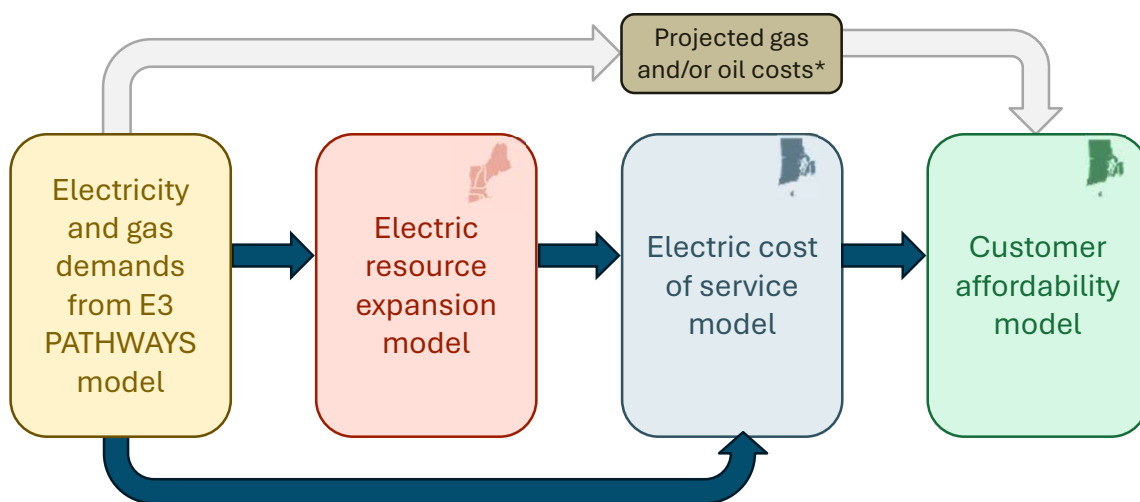 Projected gas
and/or oil costs*
Electricity
and gas
demands
from E3
PATHWAYS
model
Electric
resource
expansion
model
Electric cost
of service
model
Customer
affordability
model